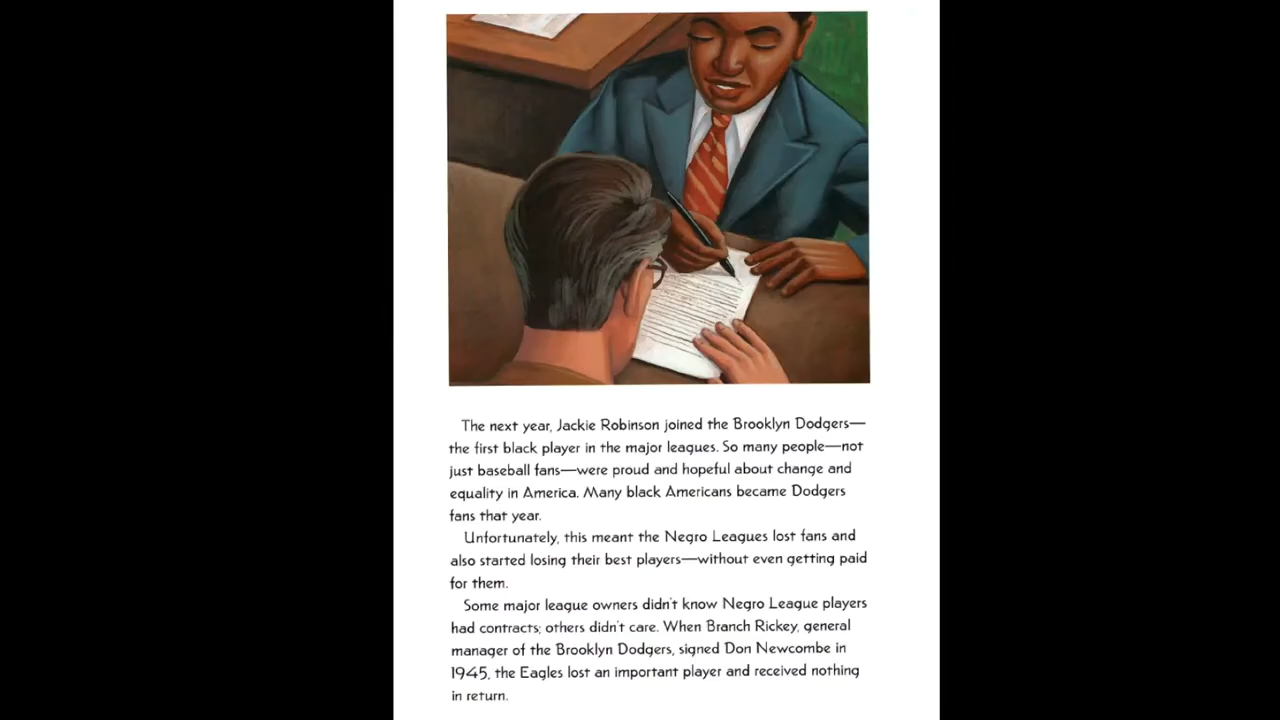 The next year, Jackie Robinson joined the Brooklyn Dodgers—
the first black player in the major leagues. So many people—not
just baseball fans—were proud and hopeful about change and
equality in America. Many black Americans became Dodgers
fans that year.
Unfortunately, this meant the Negro Leagues lost fans and
also started losing their best players—without even getting paid
for them.
Some major league owners didn't know Negro League players
had contracts; others didn't care. When Branch Rickey, general
manager of the Brooklyn Dodgers, signed Don Newcombe in
1945, the Eagles lost an important player and received nothing
in return.